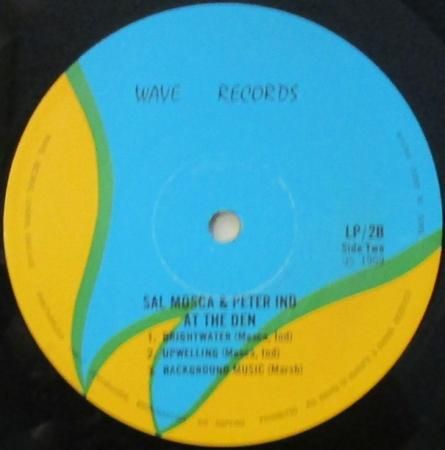 WAVE RECORDS
LP/2B
Side Two
1969
SAL MOSCA & PETER IND
AT THE DEN
1. BRIGHTWATER (Mosca, Ind)
2. UPWELLING (Mosca, Ind)
3. BACKGROUND MUSIC (Marsh)